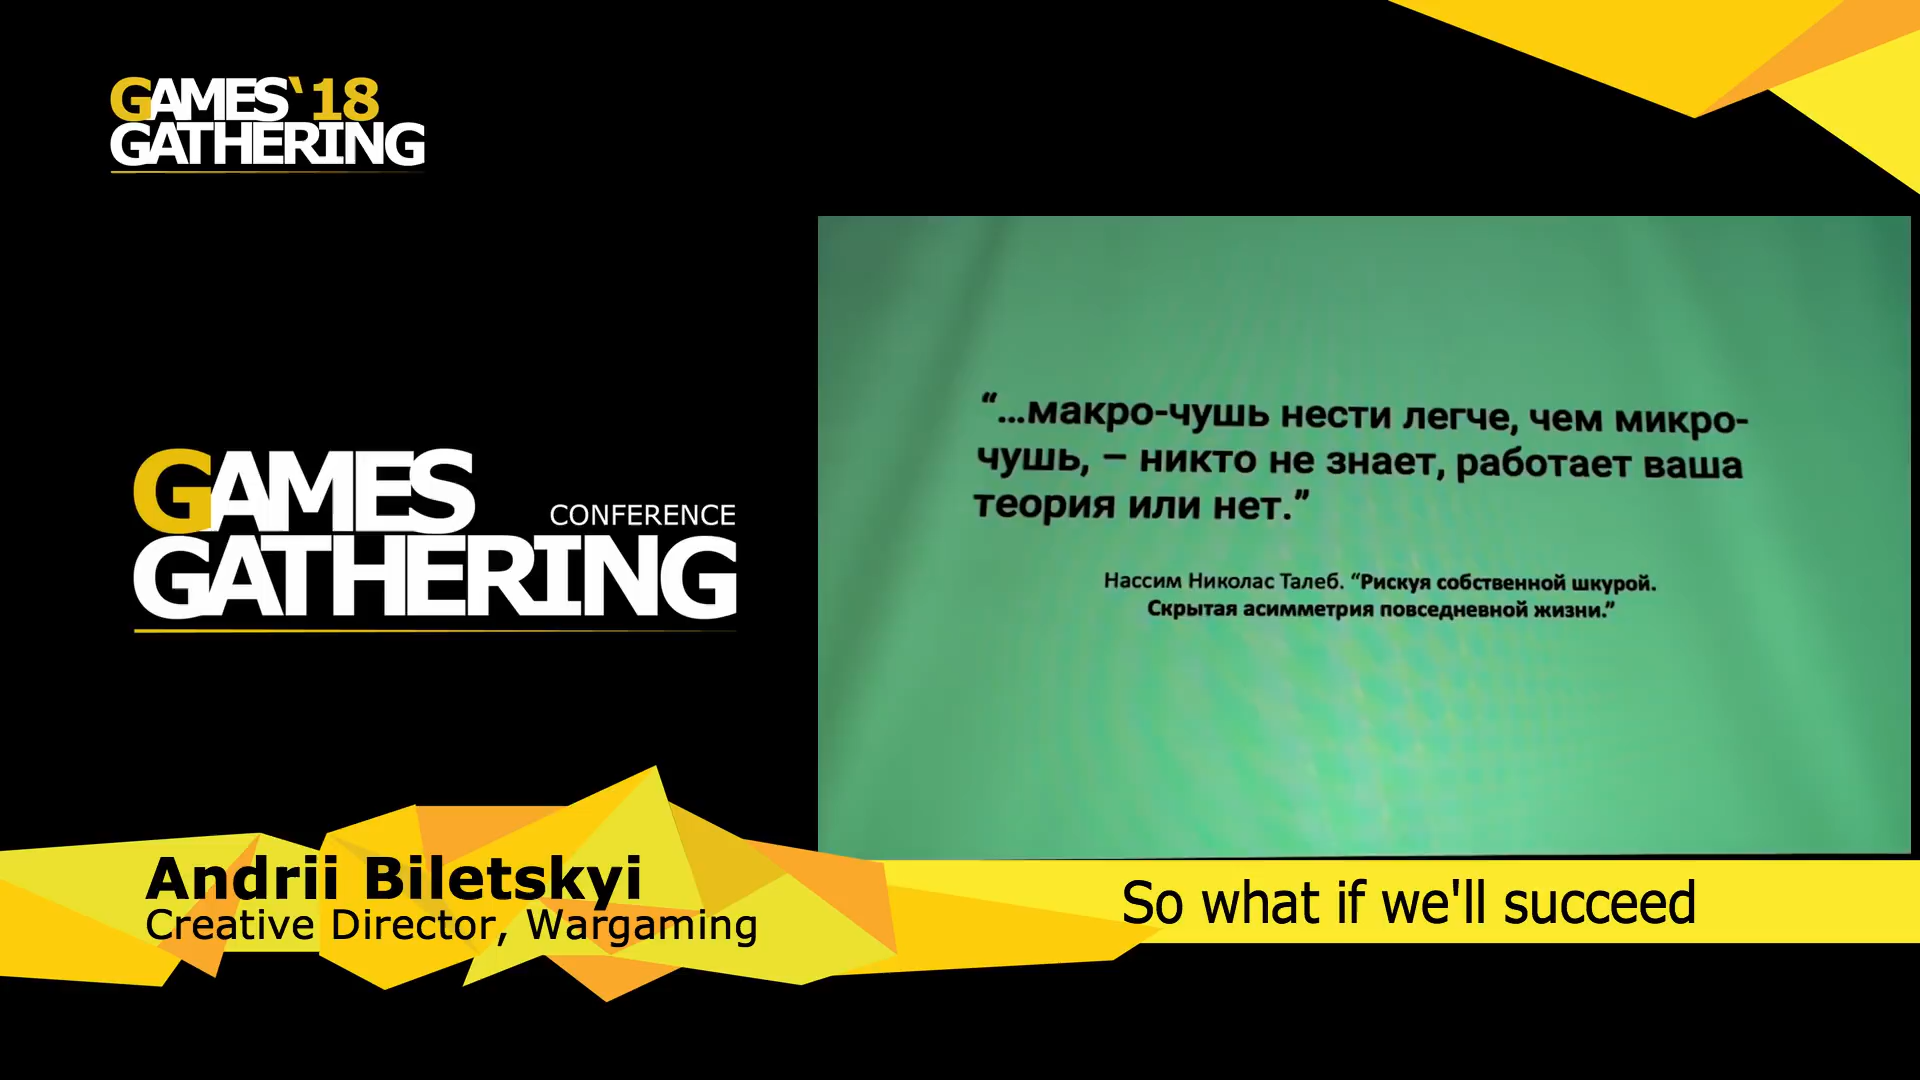 GAMES‘18
GATHERING
GAMES
CONFERENCE
GATHERING
“...макро-чушь нести легче, чем микро-
чушь, – никто не знает, работает ваша
теория или нет.”
Нассим Николас Талеб. “Рискуя собственной шкурой.
Скрытая асимметрия повседневной жизни.”
Andrii Biletskyi
Creative Director, Wargaming
So what if we'll succeed